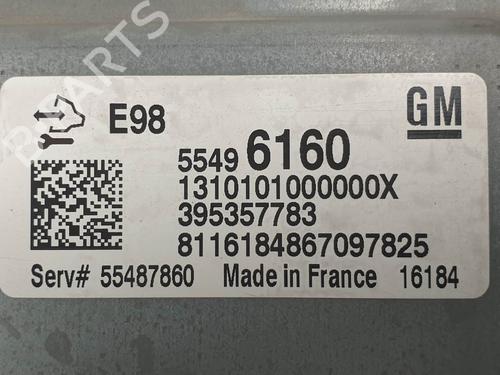 E98
GM
5549 6160
1310101000000X
395357783
8116184867097825
Serv# 55487860 Made in France 16184